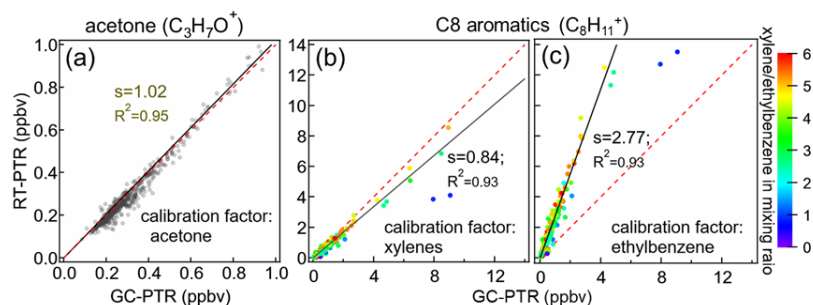 acetone (C3H7O+)
C8 aromatics (C8H11+)
(a)
s=1.02
R2=0.95
calibration factor:
acetone
RT-PTR (ppbv)
1.0
0.8
0.6
0.4
0.2
0.0
0.0 0.2 0.4 0.6 0.8 1.0
GC-PTR (ppbv)
(b)
s=0.84;
R2=0.93
calibration factor:
xylenes
14
12
10
8
6
4
2
0
0 4 8 12
GC-PTR (ppbv)
(c)
s=2.77;
R2=0.93
calibration factor:
ethylbenzene
0 4 8 12
GC-PTR (ppbv)
6
5
4
3
2
1
0
xylene/ethylbenzene in mixing raio